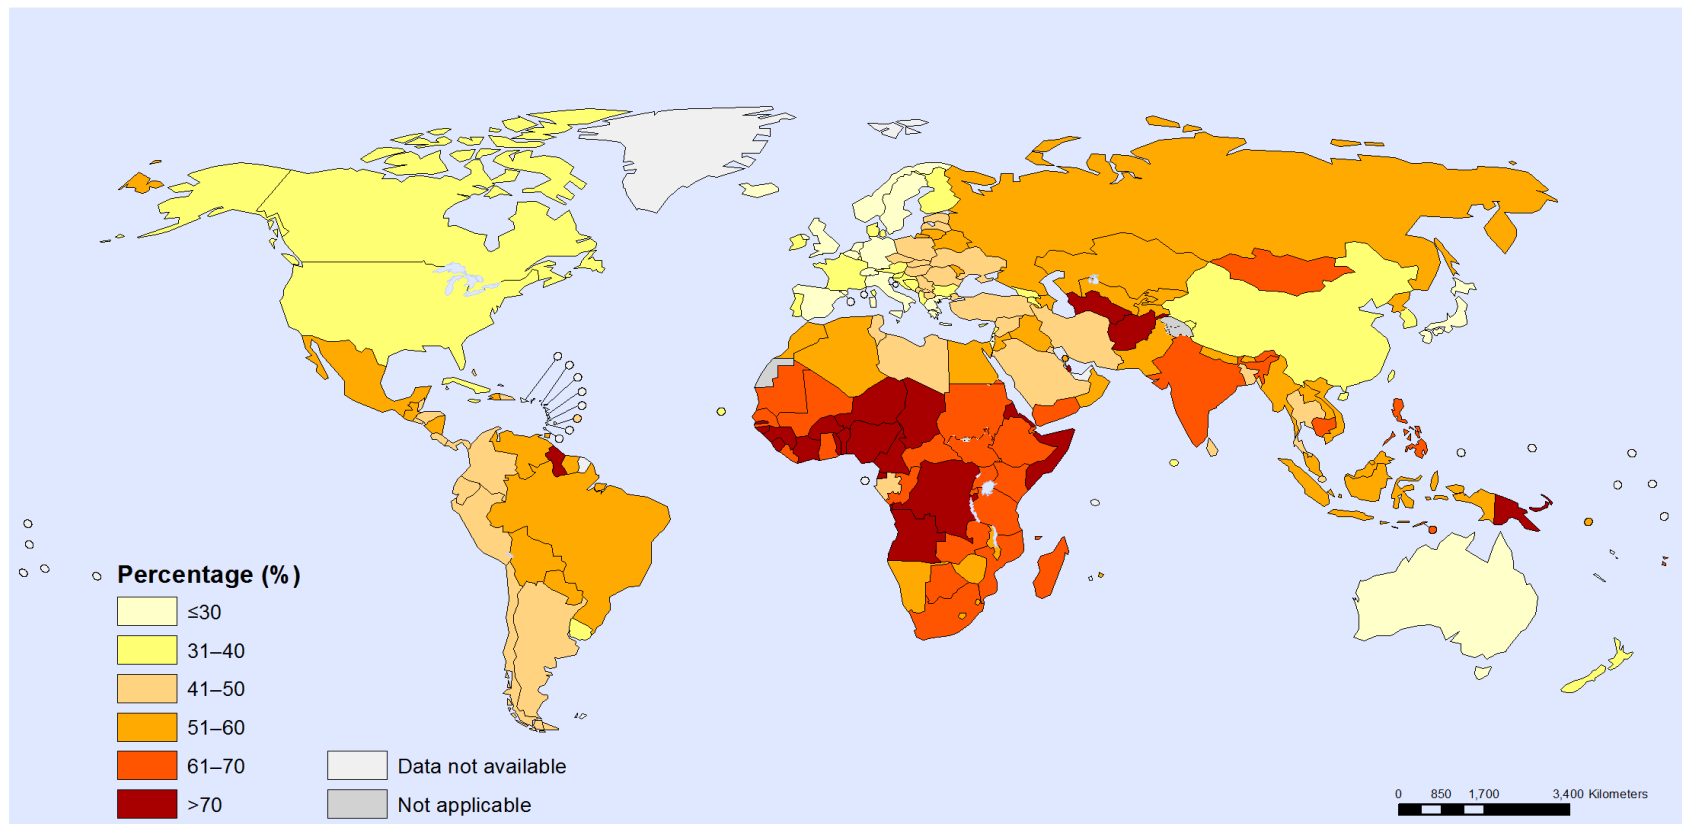 Percentage (%)
≤30
31–40
41–50
51–60
61–70
>70
Data not available
Not applicable
0 850 1,700 3,400 Kilometers